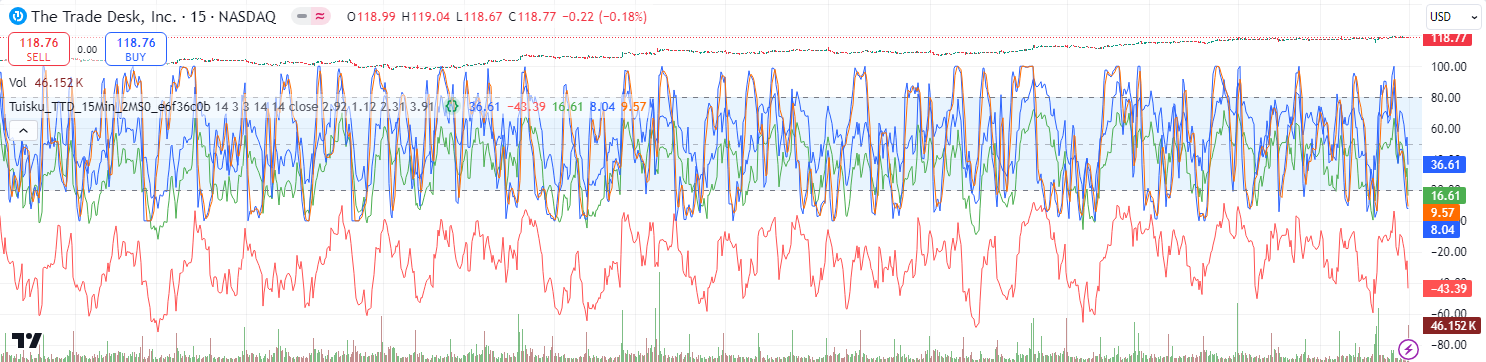 The Trade Desk, Inc. · 15 · NASDAQ O118.99 H119.04 L118.67 C118.77 −0.22 (−0.18%)
USD
118.76 0.00 118.76
SELL BUY
118.77
Vol 46.152 K
Tuisku_TTD_15Min_2MS0_e6f36c0b 14 3 3 14 14 close 2.92 1.12 2.31 3.91 36.61 −43.39 16.61 8.04 9.57
100.00
80.00
60.00
36.61
16.61
9.57
8.04
−20.00
−43.39
−60.00
46.152 K
−80.00